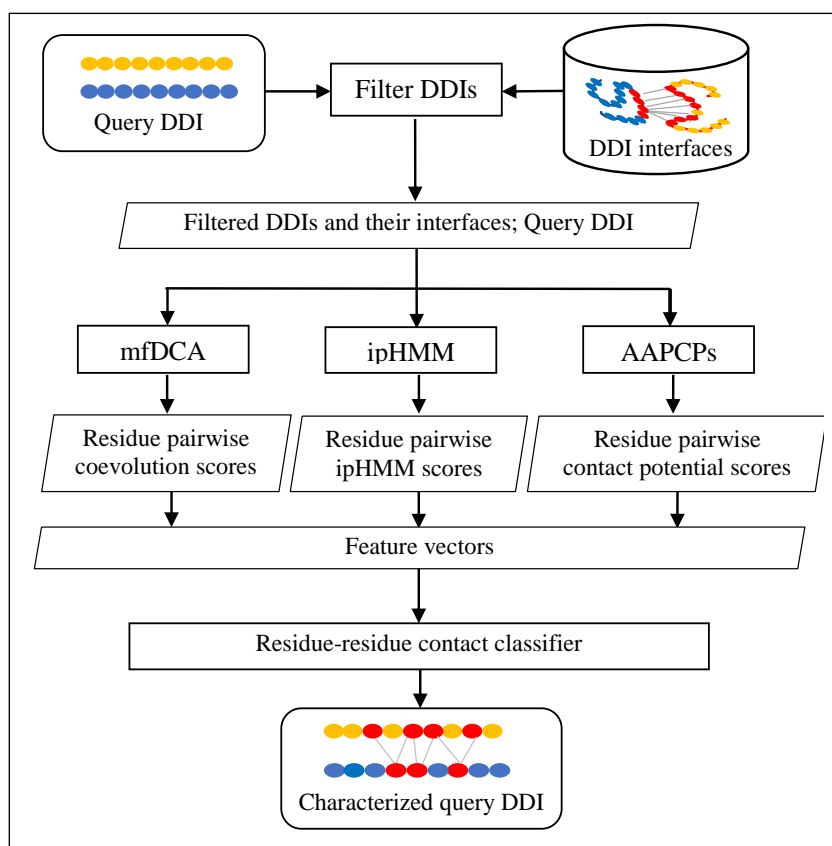 Query DDI
Filter DDIs
DDI interfaces
Filtered DDIs and their interfaces; Query DDI
mfDCA
ipHMM
AAPCPs
Residue pairwise
coevolution scores
Residue pairwise
ipHMM scores
Residue pairwise
contact potential scores
Feature vectors
Residue-residue contact classifier
Characterized query DDI